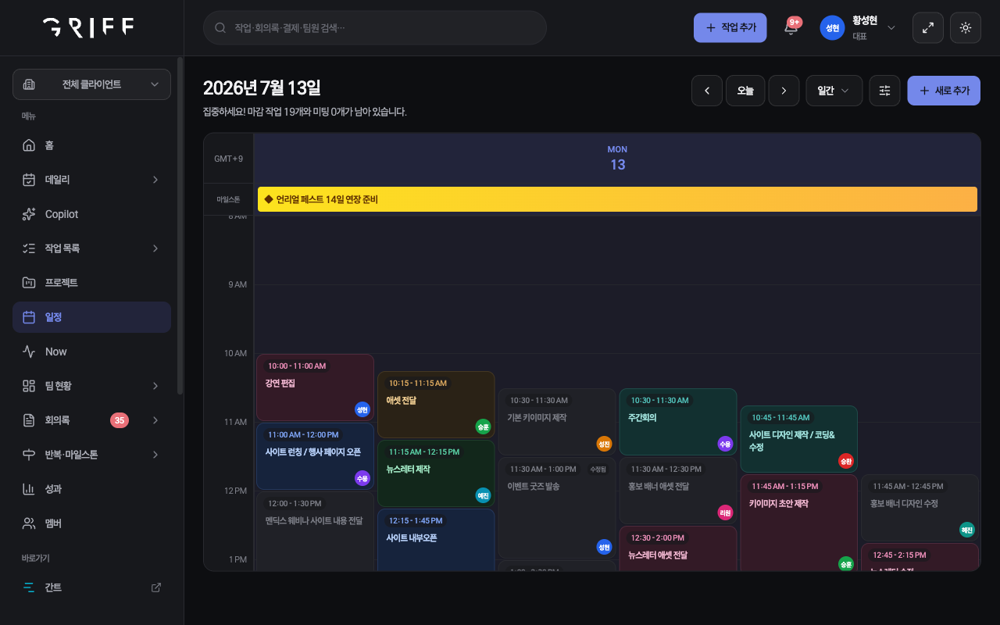 GRIFF
작업·회의록·결제·팀원 검색…
작업 추가
9+
성현
황성현
대표
전체 클라이언트
메뉴
홈
데일리
Copilot
작업 목록
프로젝트
일정
Now
팀 현황
회의록
35
반복·마일스톤
성과
멤버
바로가기
간트
2026년 7월 13일
집중하세요! 마감 작업 19개와 미팅 0개가 남아 있습니다.
오늘
일간
새로 추가
GMT+9
MON
13
마일스톤
언리얼 페스트 14일 연장 준비
8 AM
9 AM
10 AM
11 AM
12 PM
1 PM
10:00 - 11:00 AM
강연 편집
성현
11:00 AM - 12:00 PM
사이트 런칭 / 행사 페이지 오픈
수용
12:00 - 1:30 PM
멘딕스 웨비나 사이트 내용 전달
10:15 - 11:15 AM
애셋 전달
승훈
11:15 AM - 12:15 PM
뉴스레터 제작
예진
12:15 - 1:45 PM
사이트 내부오픈
10:30 - 11:30 AM
기본 키이미지 제작
성진
11:30 AM - 1:00 PM
수정됨
이벤트 굿즈 발송
성현
10:30 - 11:30 AM
주간회의
수용
11:30 AM - 12:30 PM
홍보 배너 애셋 전달
리원
12:30 - 2:00 PM
뉴스레터 애셋 전달
10:45 - 11:45 AM
사이트 디자인 제작 / 코딩&
수정
승환
11:45 AM - 1:15 PM
키이미지 초안 제작
승훈
11:45 AM - 12:45 PM
홍보 배너 디자인 수정
혜진
12:45 - 2:15 PM